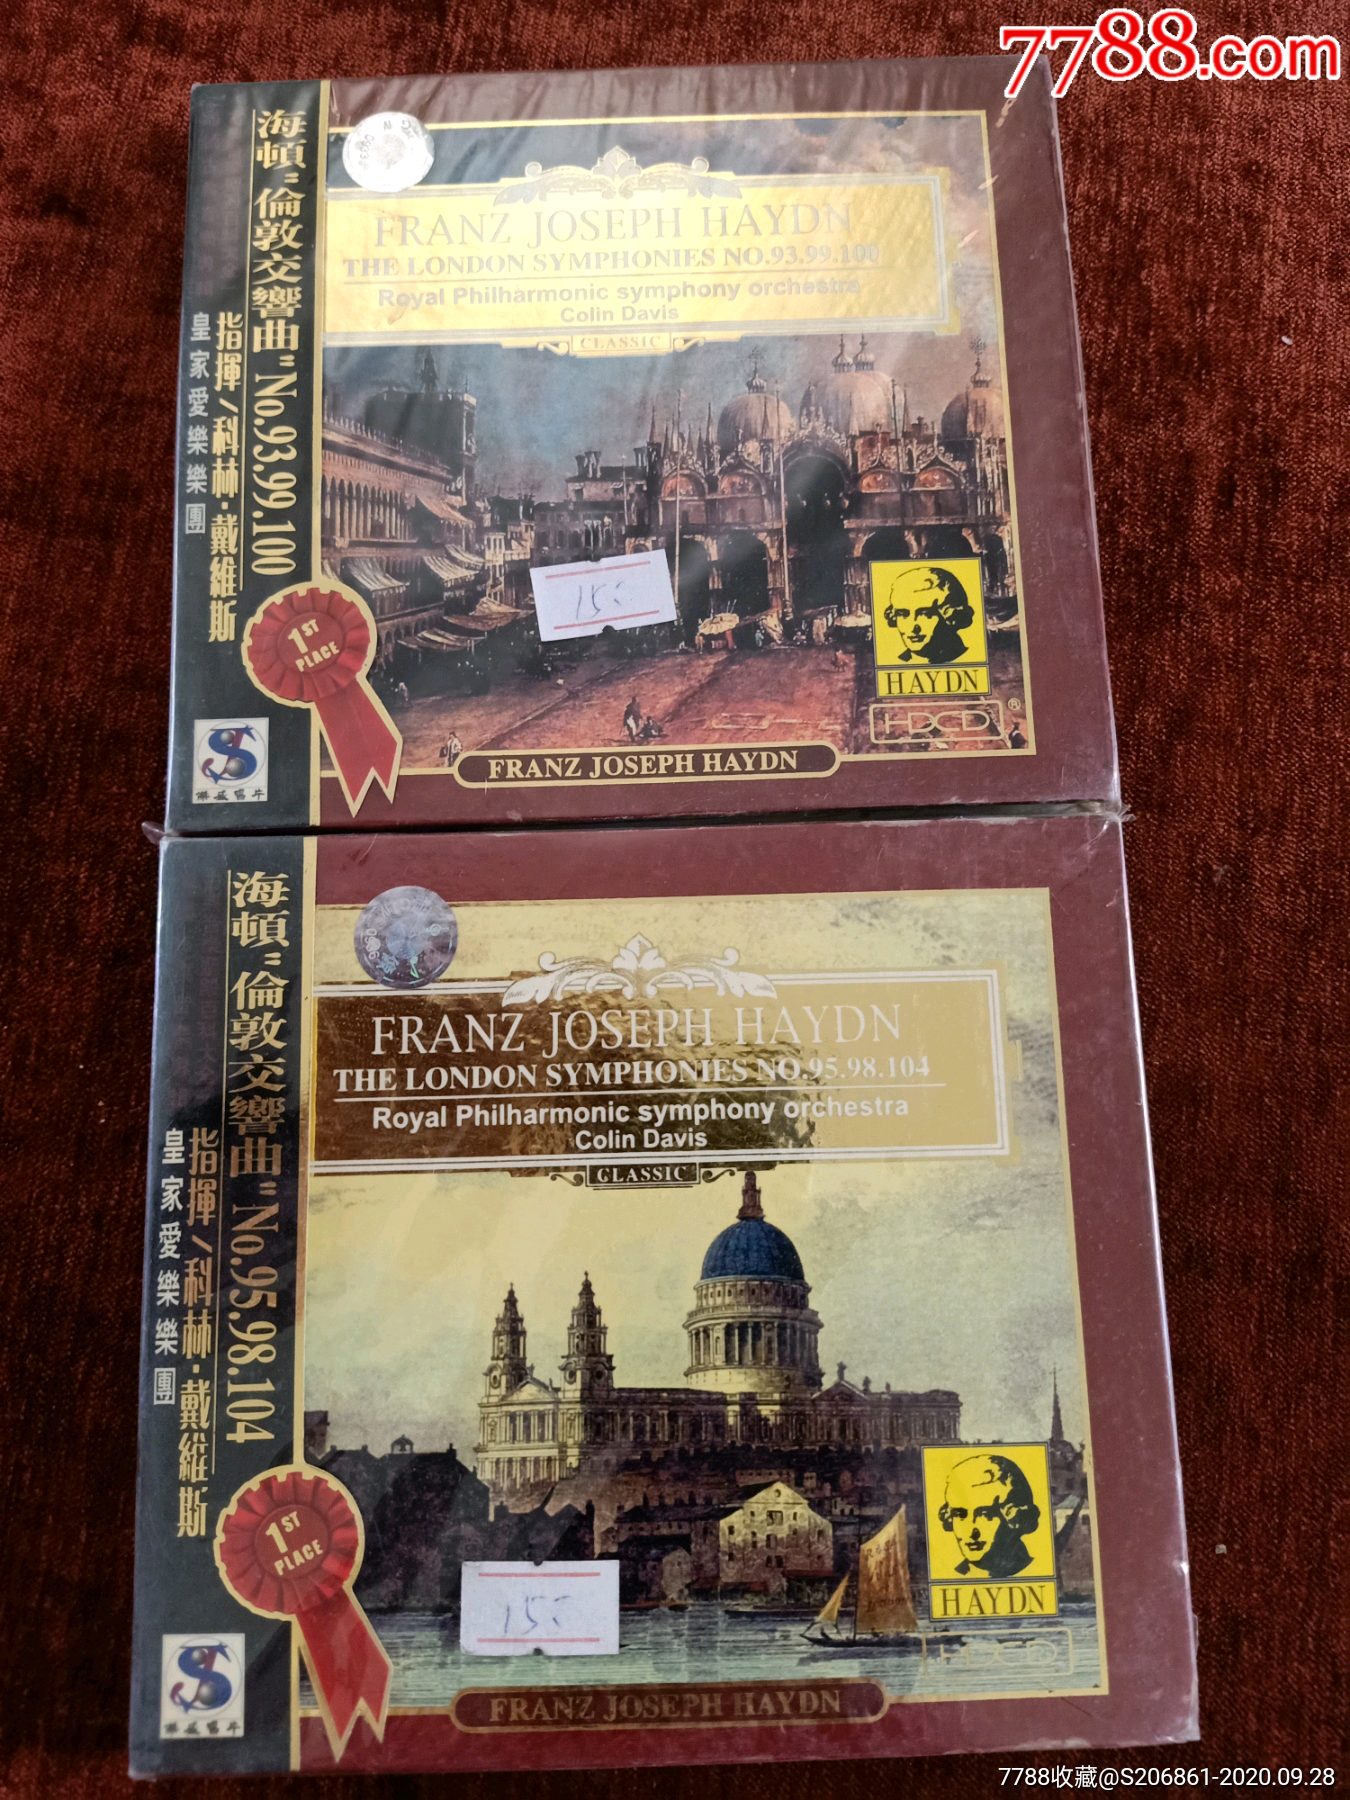 7788.com
海頓"倫敦交響曲"No.93.99.100
指揮/科林·戴維斯
皇家愛樂樂團
FRANZ JOSEPH HAYDN
THE LONDON SYMPHONIES NO.93.99.100
Royal Philharmonic symphony orchestra
Colin Davis
CLASSIC
1ST
PLACE
HAYDN
HDCD®
FRANZ JOSEPH HAYDN
海頓"倫敦交響曲"No.95.98.104
指揮/科林·戴維斯
皇家愛樂樂團
FRANZ JOSEPH HAYDN
THE LONDON SYMPHONIES NO.95.98.104
Royal Philharmonic symphony orchestra
Colin Davis
CLASSIC
1ST
PLACE
HAYDN
HDCD
FRANZ JOSEPH HAYDN
7788收藏@S206861-2020.09.28